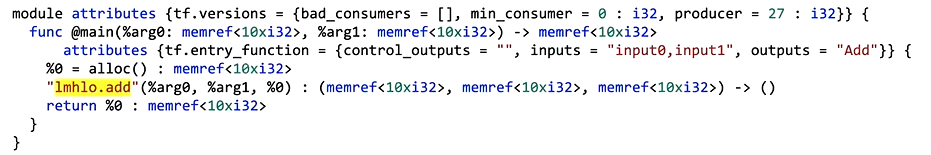 module attributes {tf.versions = {bad_consumers = [], min_consumer = 0 : i32, producer = 27 : i32}} {
  func @main(%arg0: memref<10xi32>, %arg1: memref<10xi32>) -> memref<10xi32>
      attributes {tf.entry_function = {control_outputs = "", inputs = "input0,input1", outputs = "Add"}} {
    %0 = alloc() : memref<10xi32>
    "lmhlo.add"(%arg0, %arg1, %0) : (memref<10xi32>, memref<10xi32>, memref<10xi32>) -> ()
    return %0 : memref<10xi32>
  }
}